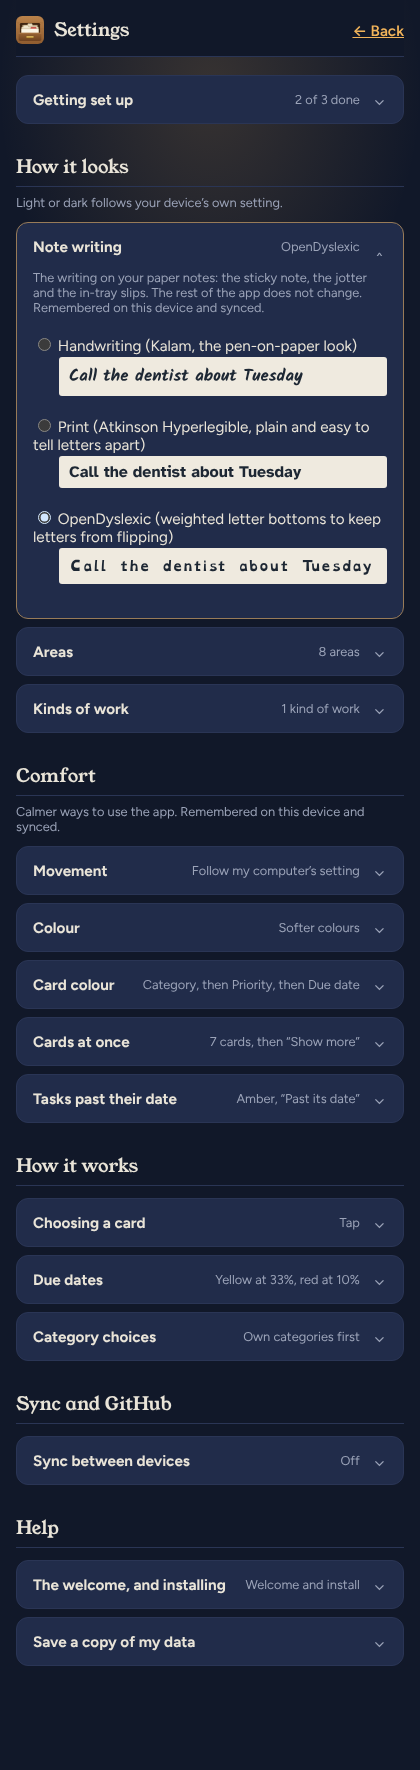 Settings
← Back
Getting set up 2 of 3 done
How it looks
Light or dark follows your device’s own setting.
Note writing OpenDyslexic
The writing on your paper notes: the sticky note, the jotter
and the in-tray slips. The rest of the app does not change.
Remembered on this device and synced.
Handwriting (Kalam, the pen-on-paper look)
Call the dentist about Tuesday
Print (Atkinson Hyperlegible, plain and easy to
tell letters apart)
Call the dentist about Tuesday
OpenDyslexic (weighted letter bottoms to keep
letters from flipping)
Call the dentist about Tuesday
Areas 8 areas
Kinds of work 1 kind of work
Comfort
Calmer ways to use the app. Remembered on this device and
synced.
Movement Follow my computer’s setting
Colour Softer colours
Card colour Category, then Priority, then Due date
Cards at once 7 cards, then “Show more”
Tasks past their date Amber, “Past its date”
How it works
Choosing a card Tap
Due dates Yellow at 33%, red at 10%
Category choices Own categories first
Sync and GitHub
Sync between devices Off
Help
The welcome, and installing Welcome and install
Save a copy of my data